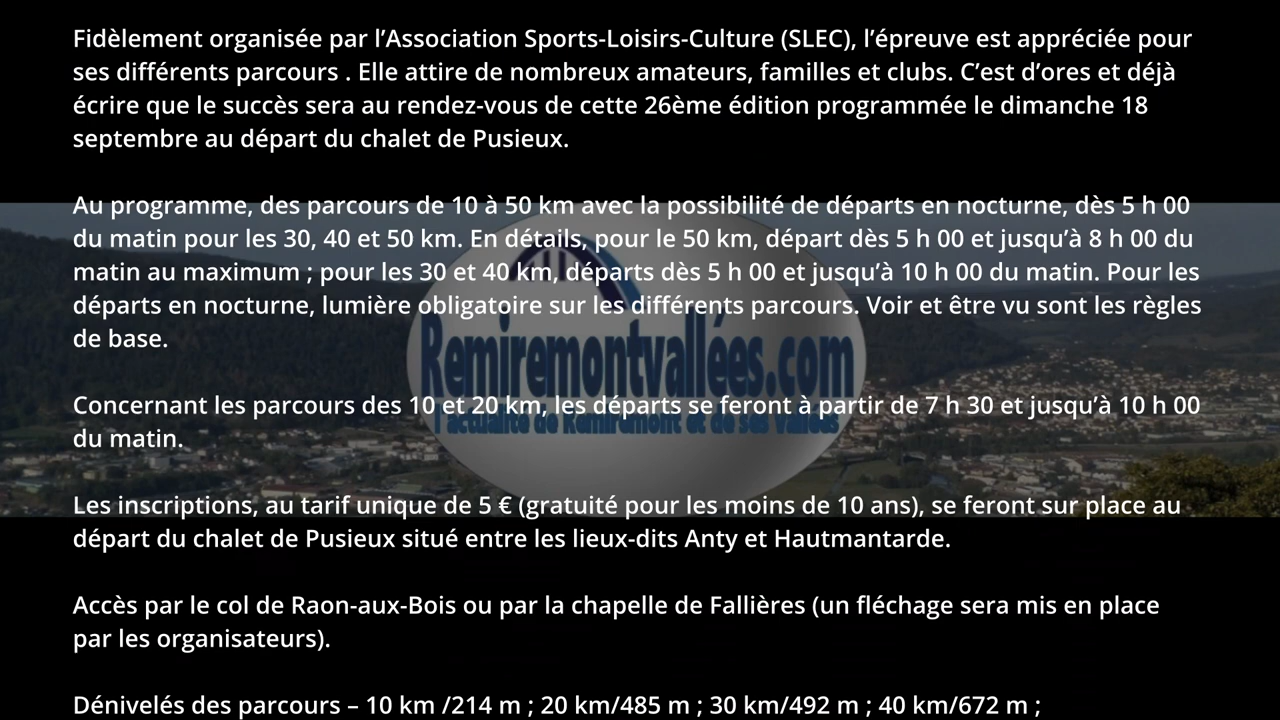 Fidèlement organisée par l’Association Sports-Loisirs-Culture (SLEC), l’épreuve est appréciée pour
ses différents parcours . Elle attire de nombreux amateurs, familles et clubs. C’est d’ores et déjà
écrire que le succès sera au rendez-vous de cette 26ème édition programmée le dimanche 18
septembre au départ du chalet de Pusieux.
Au programme, des parcours de 10 à 50 km avec la possibilité de départs en nocturne, dès 5 h 00
du matin pour les 30, 40 et 50 km. En détails, pour le 50 km, départ dès 5 h 00 et jusqu’à 8 h 00 du
matin au maximum ; pour les 30 et 40 km, départs dès 5 h 00 et jusqu’à 10 h 00 du matin. Pour les
départs en nocturne, lumière obligatoire sur les différents parcours. Voir et être vu sont les règles
de base.
Remiremontvallées.com
l'actualité de Remiremont et de ses vallées
Concernant les parcours des 10 et 20 km, les départs se feront à partir de 7 h 30 et jusqu’à 10 h 00
du matin.
Les inscriptions, au tarif unique de 5 € (gratuité pour les moins de 10 ans), se feront sur place au
départ du chalet de Pusieux situé entre les lieux-dits Anty et Hautmantarde.
Accès par le col de Raon-aux-Bois ou par la chapelle de Fallières (un fléchage sera mis en place
par les organisateurs).
Dénivelés des parcours – 10 km /214 m ; 20 km/485 m ; 30 km/492 m ; 40 km/672 m ;